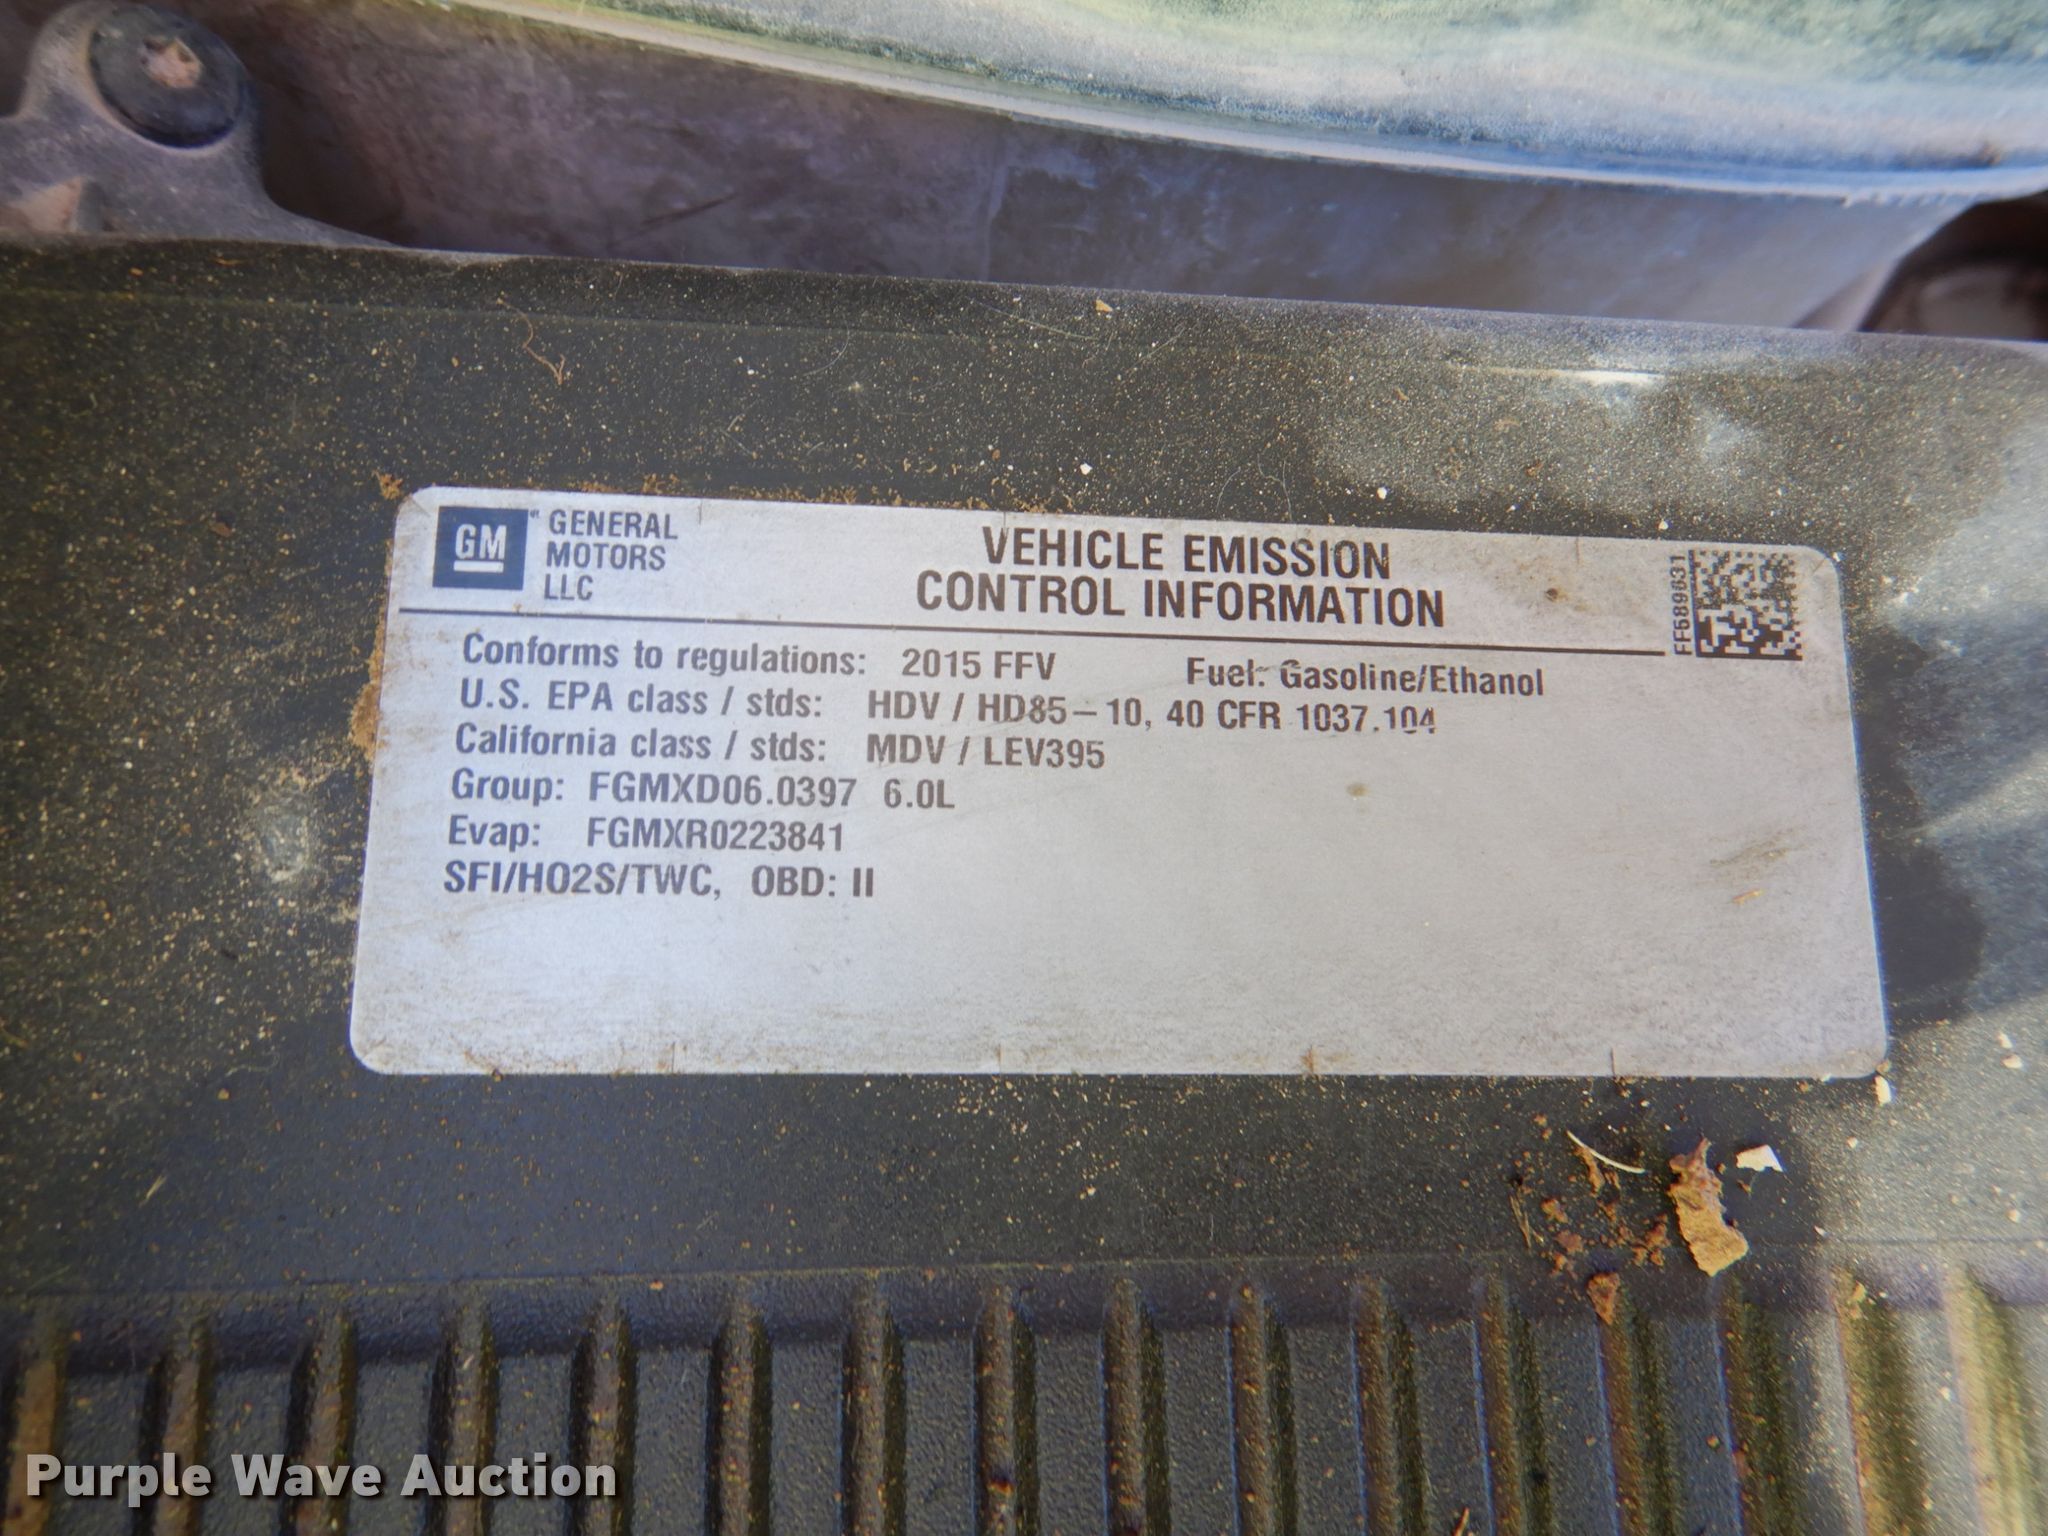 GM
GENERAL
MOTORS
LLC
VEHICLE EMISSION
CONTROL INFORMATION
FF689631
Conforms to regulations: 2015 FFV Fuel: Gasoline/Ethanol
U.S. EPA class / stds: HDV / HD85-10, 40 CFR 1037.104
California class / stds: MDV / LEV395
Group: FGMXD06.0397 6.0L
Evap: FGMXR0223841
SFI/HO2S/TWC, OBD: II
Purple Wave Auction